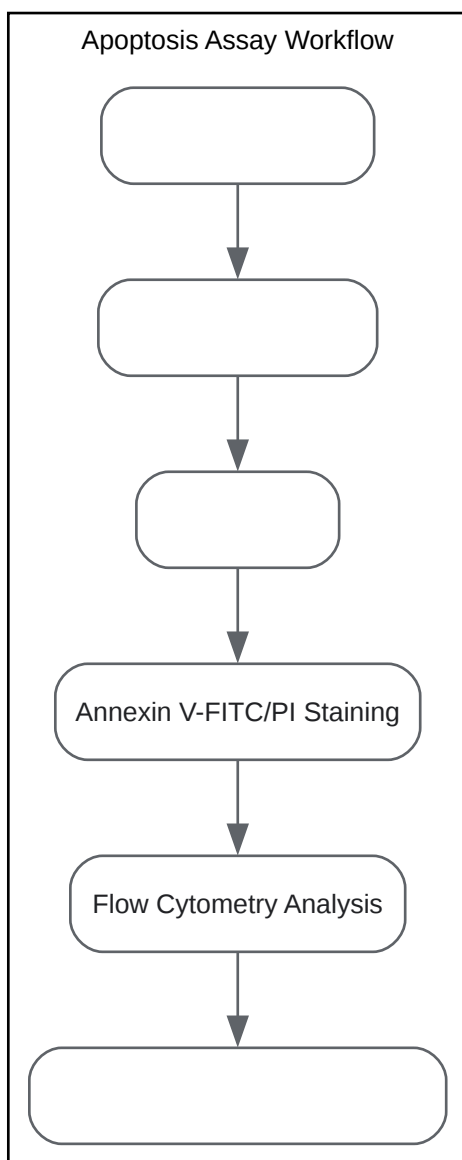 Apoptosis Assay Workflow
Annexin V-FITC/PI Staining
Flow Cytometry Analysis